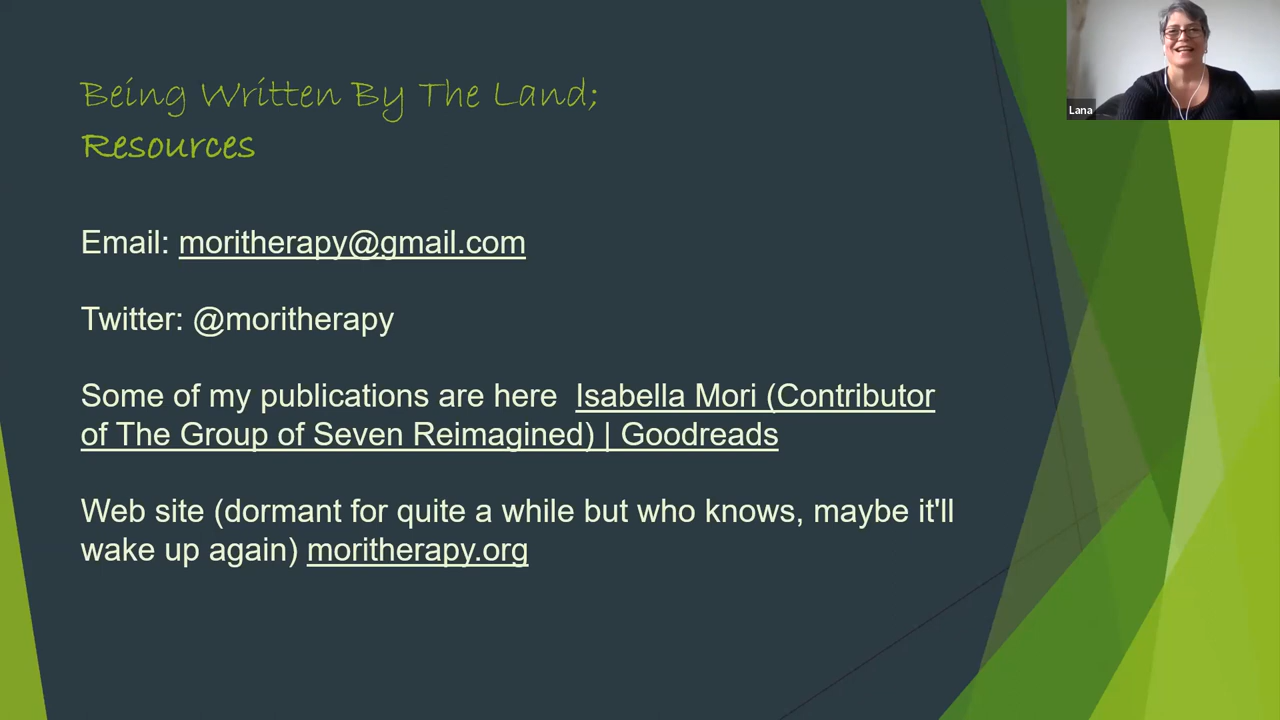 Being Written By The Land;
Resources
Lana
Email: moritherapy@gmail.com
Twitter: @moritherapy
Some of my publications are here  Isabella Mori (Contributor
of The Group of Seven Reimagined) | Goodreads
Web site (dormant for quite a while but who knows, maybe it'll
wake up again) moritherapy.org